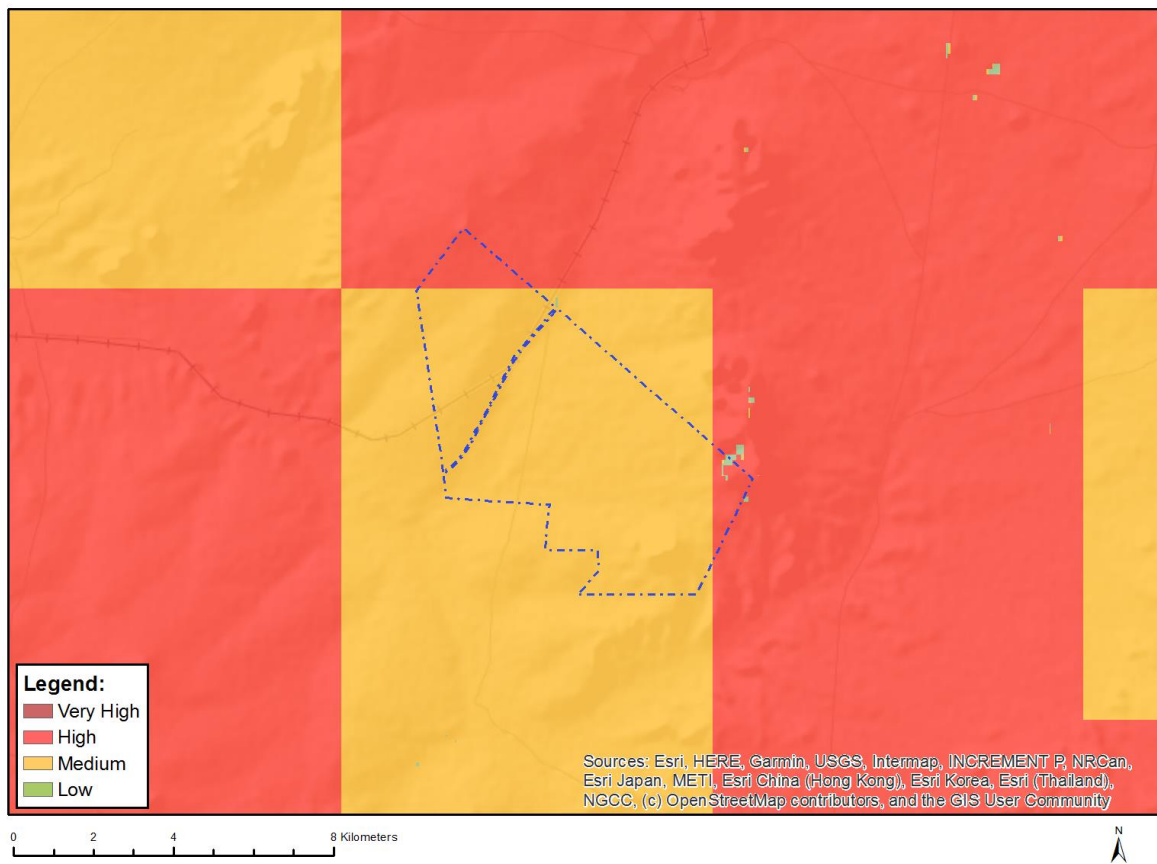 Legend:
Very High
High
Medium
Low
Sources: Esri, HERE, Garmin, USGS, Intermap, INCREMENT P, NRCan,
Esri Japan, METI, Esri China (Hong Kong), Esri Korea, Esri (Thailand),
NGCC, (c) OpenStreetMap contributors, and the GIS User Community
0 2 4 8 Kilometers
N